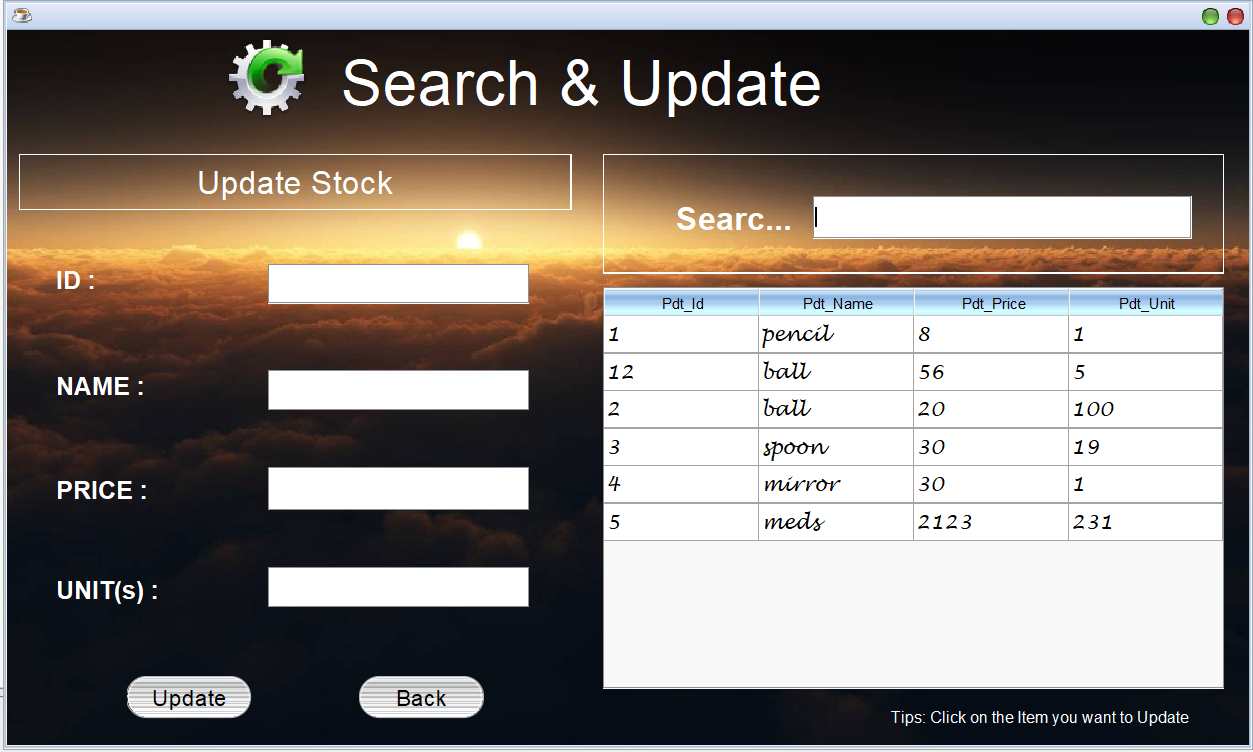 Search & Update
Update Stock
Searc...
ID :
NAME :
PRICE :
UNIT(s) :
Update Back
Pdt_Id Pdt_Name Pdt_Price Pdt_Unit
1 pencil 8 1
12 ball 56 5
2 ball 20 100
3 spoon 30 19
4 mirror 30 1
5 meds 2123 231
Tips: Click on the Item you want to Update